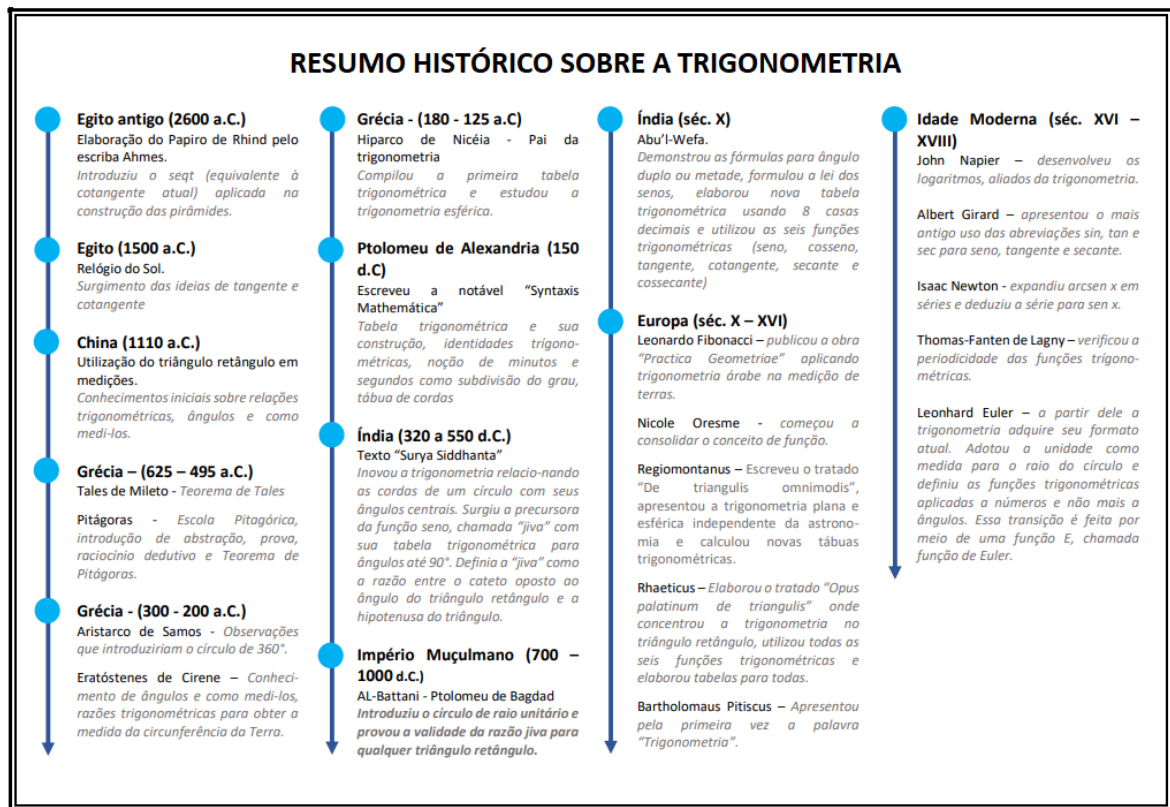 RESUMO HISTÓRICO SOBRE A TRIGONOMETRIA
Egito antigo (2600 a.C.)
Elaboração do Papiro de Rhind pelo
escriba Ahmes.
Introduziu o seqt (equivalente à
cotangente atual) aplicada na
construção das pirâmides.
Egito (1500 a.C.)
Relógio do Sol.
Surgimento das ideias de tangente e
cotangente
China (1110 a.C.)
Utilização do triângulo retângulo em
medições.
Conhecimentos iniciais sobre relações
trigonométricas, ângulos e como
medi-los.
Grécia – (625 – 495 a.C.)
Tales de Mileto - Teorema de Tales
Pitágoras - Escola Pitagórica,
introdução de abstração, prova,
raciocínio dedutivo e Teorema de
Pitágoras.
Grécia - (300 - 200 a.C.)
Aristarco de Samos - Observações
que introduziriam o círculo de 360°.
Eratóstenes de Cirene – Conheci-
mento de ângulos e como medi-los,
razões trigonométricas para obter a
medida da circunferência da Terra.
Grécia - (180 - 125 a.C)
Hiparco de Nicéia - Pai da
trigonometria
Compilou a primeira tabela
trigonométrica e estudou a
trigonometria esférica.
Ptolomeu de Alexandria (150
d.C)
Escreveu a notável “Syntaxis
Mathemática”
Tabela trigonométrica e sua
construção, identidades trigono-
métricas, noção de minutos e
segundos como subdivisão do grau,
tábua de cordas
Índia (320 a 550 d.C.)
Texto “Surya Siddhanta”
Inovou a trigonometria relacio-nando
as cordas de um círculo com seus
ângulos centrais. Surgiu a precursora
da função seno, chamada “jiva” com
sua tabela trigonométrica para
ângulos até 90°. Definia a “jiva” como
a razão entre o cateto oposto ao
ângulo do triângulo retângulo e a
hipotenusa do triângulo.
Império Muçulmano (700 –
1000 d.C.)
AL-Battani - Ptolomeu de Bagdad
Introduziu o círculo de raio unitário e
provou a validade da razão jiva para
qualquer triângulo retângulo.
Índia (séc. X)
Abu’l-Wefa.
Demonstrou as fórmulas para ângulo
duplo ou metade, formulou a lei dos
senos, elaborou nova tabela
trigonométrica usando 8 casas
decimais e utilizou as seis funções
trigonométricas (seno, cosseno,
tangente, cotangente, secante e
cossecante)
Europa (séc. X – XVI)
Leonardo Fibonacci – publicou a obra
“Practica Geometriae” aplicando
trigonometria árabe na medição de
terras.
Nicole Oresme - começou a
consolidar o conceito de função.
Regiomontanus – Escreveu o tratado
“De triangulis omnimodis”,
apresentou a trigonometria plana e
esférica independente da astrono-
mia e calculou novas tábuas
trigonométricas.
Rhaeticus – Elaborou o tratado “Opus
palatinum de triangulis” onde
concentrou a trigonometria no
triângulo retângulo, utilizou todas as
seis funções trigonométricas e
elaborou tabelas para todas.
Bartholomaus Pitiscus – Apresentou
pela primeira vez a palavra
“Trigonometria”.
Idade Moderna (séc. XVI –
XVIII)
John Napier – desenvolveu os
logaritmos, aliados da trigonometria.
Albert Girard – apresentou o mais
antigo uso das abreviações sin, tan e
sec para seno, tangente e secante.
Isaac Newton - expandiu arcsen x em
séries e deduziu a série para sen x.
Thomas-Fanten de Lagny – verificou a
periodicidade das funções trigono-
métricas.
Leonhard Euler – a partir dele a
trigonometria adquire seu formato
atual. Adotou a unidade como
medida para o raio do círculo e
definiu as funções trigonométricas
aplicadas a números e não mais a
ângulos. Essa transição é feita por
meio de uma função E, chamada
função de Euler.